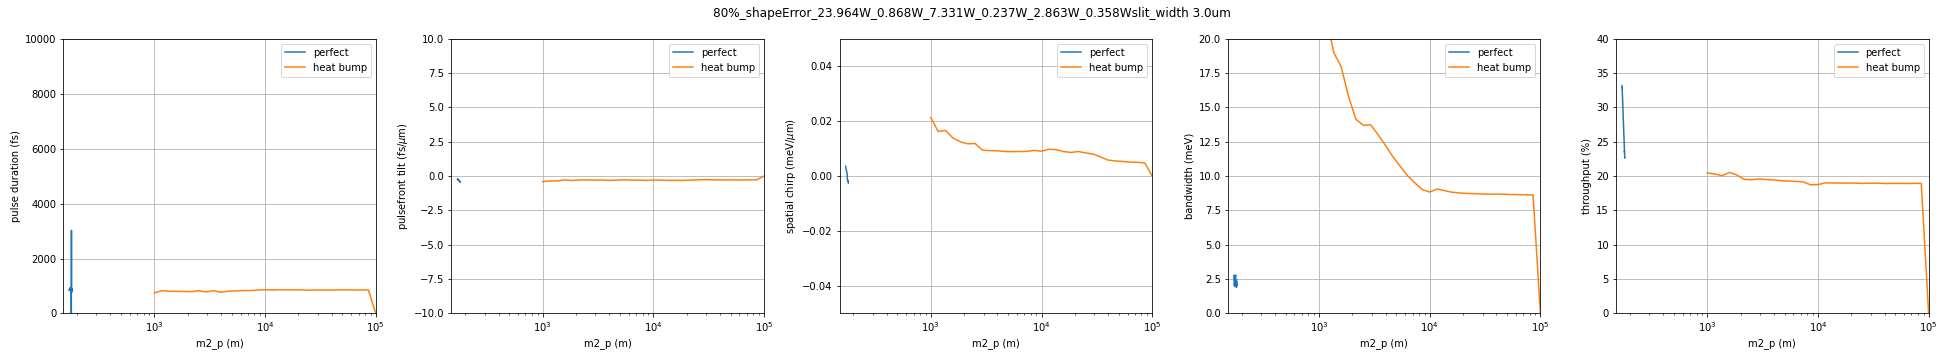 80%_shapeError_23.964W_0.868W_7.331W_0.237W_2.863W_0.358Wslit_width 3.0um
pulse duration (fs)
10000
8000
6000
4000
2000
0
perfect
heat bump
10³
10⁴
10⁵
m2_p (m)
pulsefront tilt (fs/μm)
10.0
7.5
5.0
2.5
0.0
−2.5
−5.0
−7.5
−10.0
perfect
heat bump
10³
10⁴
10⁵
m2_p (m)
spatial chirp (meV/μm)
0.04
0.02
0.00
−0.02
−0.04
perfect
heat bump
10³
10⁴
10⁵
m2_p (m)
bandwidth (meV)
20.0
17.5
15.0
12.5
10.0
7.5
5.0
2.5
0.0
perfect
heat bump
10³
10⁴
10⁵
m2_p (m)
throughput (%)
40
35
30
25
20
15
10
5
0
perfect
heat bump
10³
10⁴
10⁵
m2_p (m)